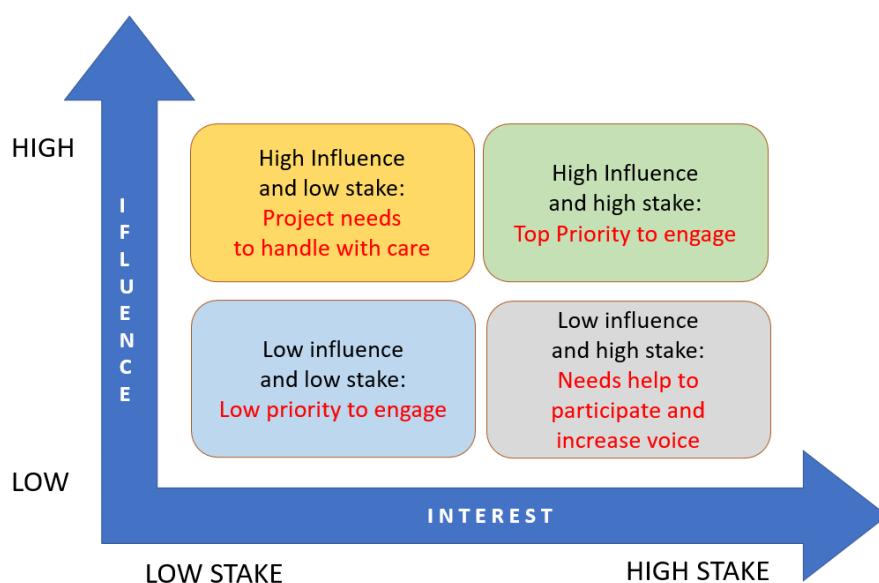 HIGH
INFLUENCE
High Influence
and low stake:
Project needs
to handle with care
High Influence
and high stake:
Top Priority to engage
Low influence
and low stake:
Low priority to engage
Low influence
and high stake:
Needs help to
participate and
increase voice
LOW
INTEREST
LOW STAKE
HIGH STAKE